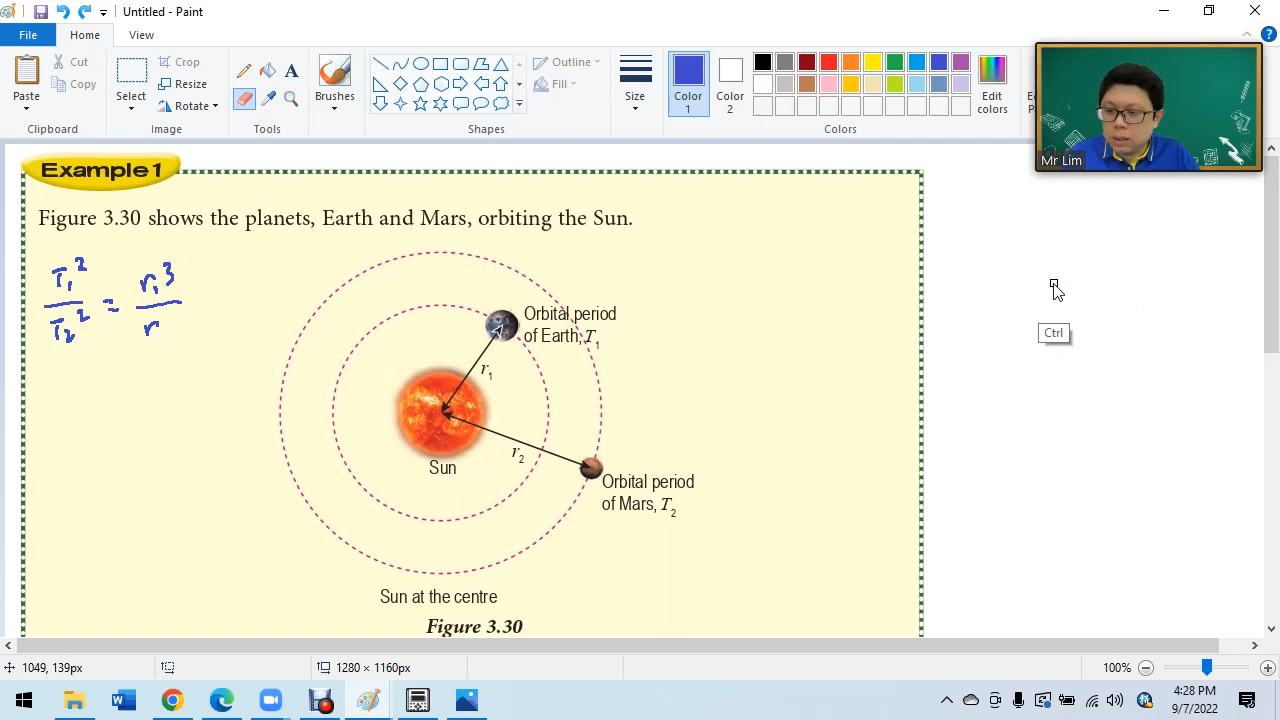 Untitled - Paint
File
Home
View
Paste
Cut
Copy
Clipboard
Select
Crop
Resize
Rotate
Image
Tools
Brushes
Shapes
Outline
Fill
Size
Color 1
Color 2
Edit colors
Colors
Mr Lim
Example 1
Figure 3.30 shows the planets, Earth and Mars, orbiting the Sun.
T₁² / T₂² = r₁³ / r
Orbital period
of Earth, T₁
r₁
Sun
r₂
Orbital period
of Mars, T₂
Sun at the centre
Figure 3.30
Ctrl
1049, 139px
1280 × 1160px
100%
4:28 PM
9/7/2022